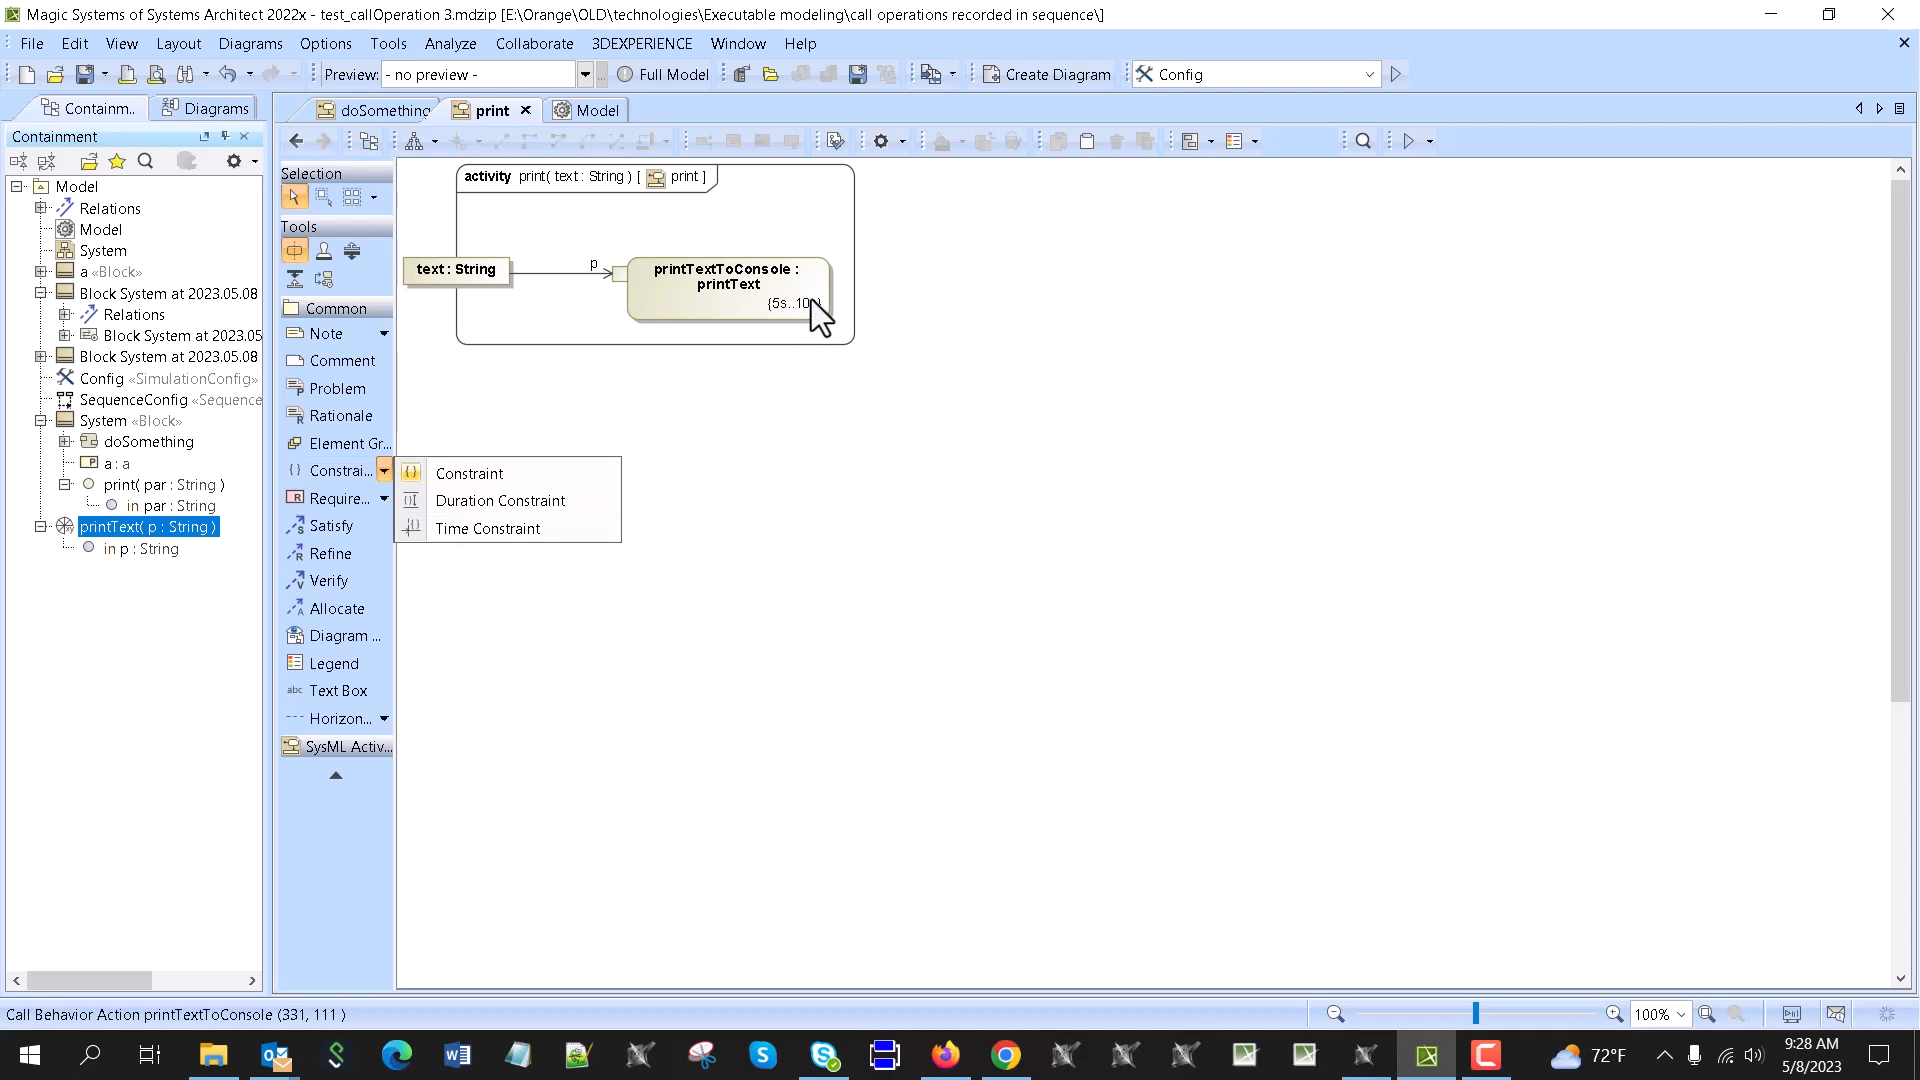 Magic Systems of Systems Architect 2022x - test_callOperation 3.mdzip [E:\Orange\OLD\technologies\Executable modeling\call operations recorded in sequence\]
File Edit View Layout Diagrams Options Tools Analyze Collaborate 3DEXPERIENCE Window Help
Preview: - no preview - Full Model Create Diagram Config
Containm.. Diagrams doSomething print Model
Containment
Model
Relations
Model
System
a «Block»
Block System at 2023.05.08
Relations
Block System at 2023.05
Block System at 2023.05.08
Config «SimulationConfig»
SequenceConfig «Sequence
System «Block»
doSomething
a : a
print( par : String )
in par : String
printText( p : String )
in p : String
Selection
Tools
Common
Note
Comment
Problem
Rationale
Element Gr...
Constrai...
Require...
Satisfy
Refine
Verify
Allocate
Diagram ...
Legend
abc Text Box
Horizon...
SysML Activ...
Constraint
Duration Constraint
Time Constraint
activity print( text : String ) [ print ]
text : String
p
printTextToConsole :
printText
{5s..10
Call Behavior Action printTextToConsole (331, 111 )
100%
72°F
9:28 AM
5/8/2023